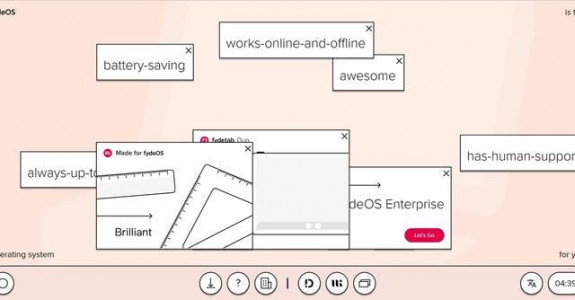 deOS
is t
works-online-and-offline
battery-saving
awesome
fydetab Duo
Made for fydeOS
has-human-suppor
always-up-to
deOS Enterprise
Brilliant
Let's Go
erating system
for y
?
04:39